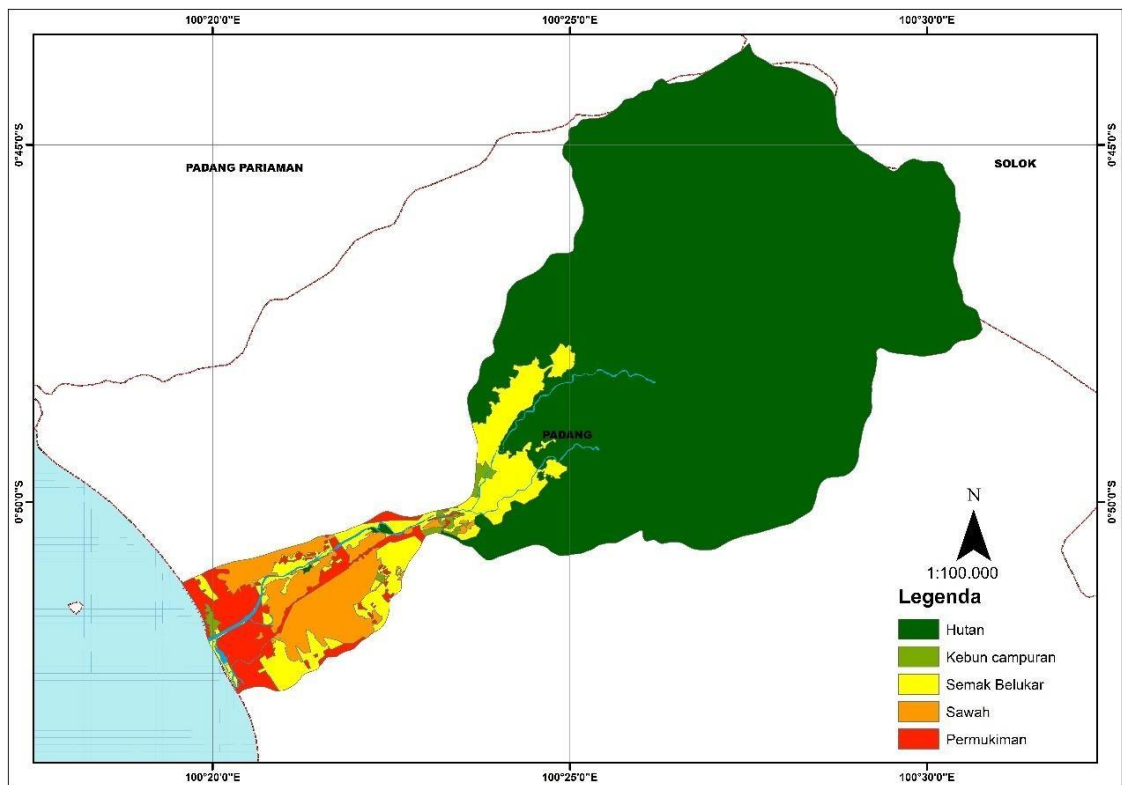 100°20'0"E 100°25'0"E 100°30'0"E
0°45'0"S 0°45'0"S
PADANG PARIAMAN SOLOK
PADANG
0°50'0"S 0°50'0"S
N
1:100.000
Legenda
Hutan
Kebun campuran
Semak Belukar
Sawah
Permukiman
100°20'0"E 100°25'0"E 100°30'0"E